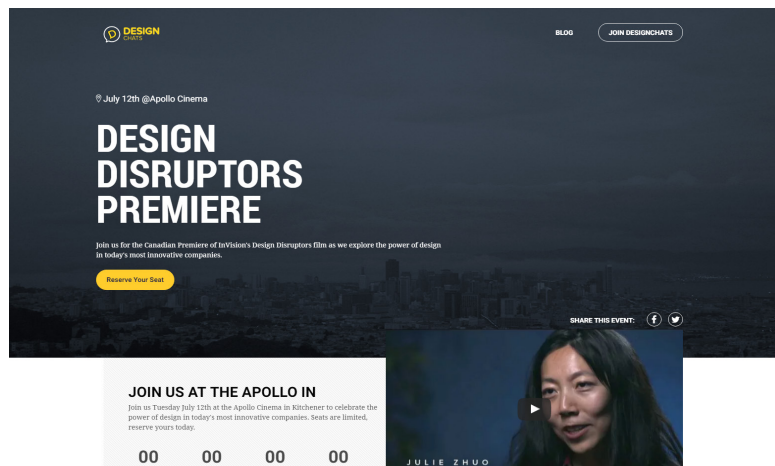 DESIGN
CHATS
BLOG
JOIN DESIGNCHATS
July 12th @Apollo Cinema
DESIGN
DISRUPTORS
PREMIERE
Join us for the Canadian Premiere of InVision's Design Disruptors film as we explore the power of design
in today's most innovative companies.
Reserve Your Seat
SHARE THIS EVENT:
JOIN US AT THE APOLLO IN
Join us Tuesday July 12th at the Apollo Cinema in Kitchener to celebrate the
power of design in today's most innovative companies. Seats are limited,
reserve yours today.
00 00 00 00
JULIE ZHUO